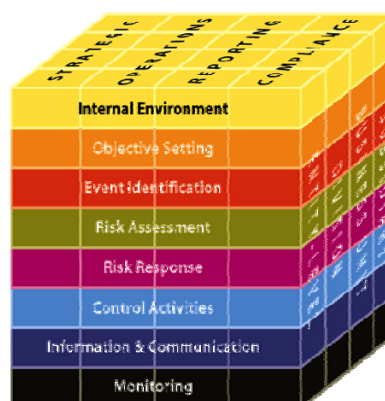 STRATEGIC
OPERATIONS
REPORTING
COMPLIANCE
Internal Environment
Objective Setting
Event Identification
Risk Assessment
Risk Response
Control Activities
Information & Communication
Monitoring